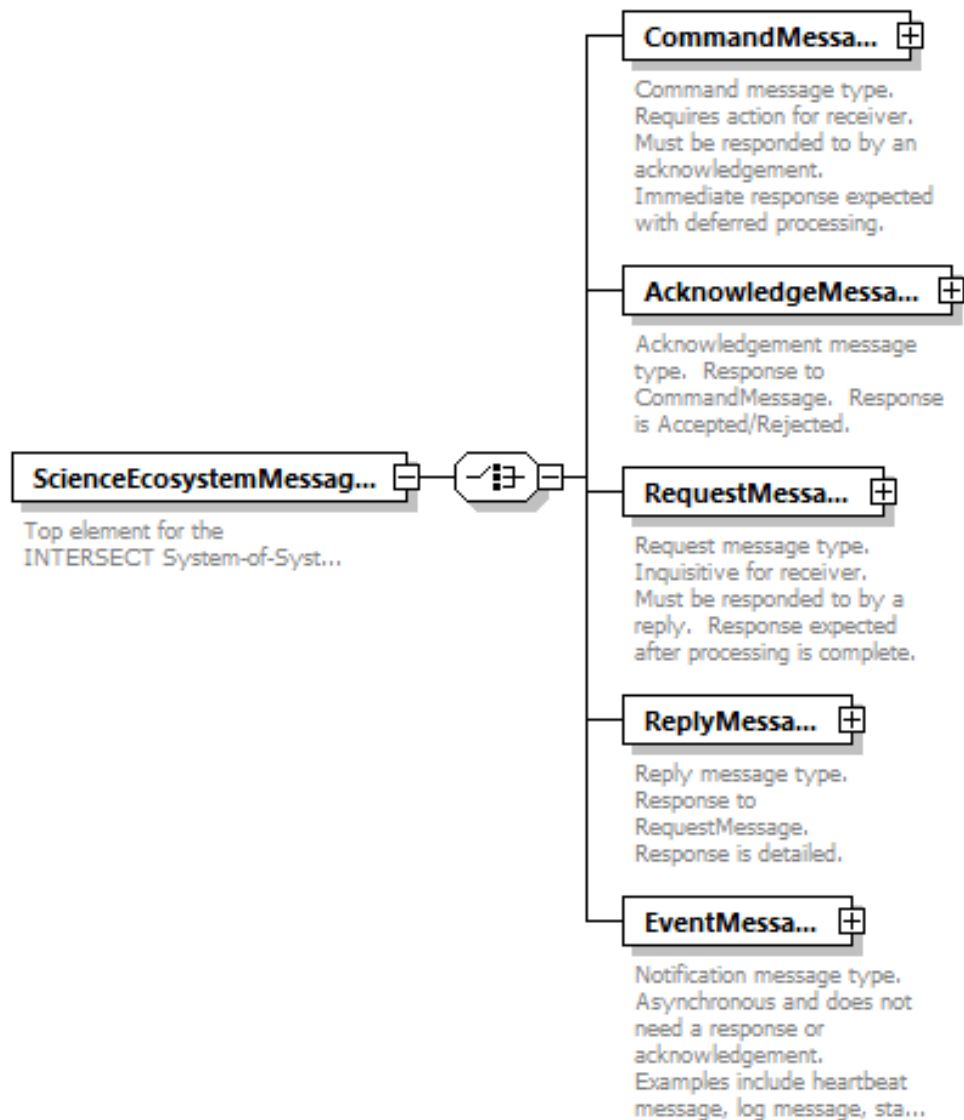 CommandMessa...
Command message type.
Requires action for receiver.
Must be responded to by an
acknowledgement.
Immediate response expected
with deferred processing.
AcknowledgeMessa...
Acknowledgement message
type.  Response to
CommandMessage.  Response
is Accepted/Rejected.
ScienceEcosystemMessag...
Top element for the
INTERSECT System-of-Syst...
RequestMessa...
Request message type.
Inquisitive for receiver.
Must be responded to by a
reply.  Response expected
after processing is complete.
ReplyMessa...
Reply message type.
Response to
RequestMessage.
Response is detailed.
EventMessa...
Notification message type.
Asynchronous and does not
need a response or
acknowledgement.
Examples include heartbeat
message, log message, sta...